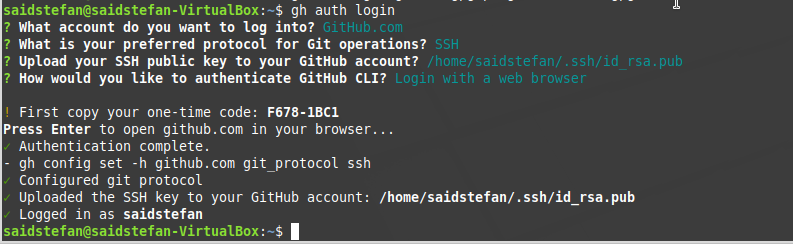 saidstefan@saidstefan-VirtualBox:~$ gh auth login
? What account do you want to log into? GitHub.com
? What is your preferred protocol for Git operations? SSH
? Upload your SSH public key to your GitHub account? /home/saidstefan/.ssh/id_rsa.pub
? How would you like to authenticate GitHub CLI? Login with a web browser
! First copy your one-time code: F678-1BC1
Press Enter to open github.com in your browser...
✓ Authentication complete.
- gh config set -h github.com git_protocol ssh
✓ Configured git protocol
✓ Uploaded the SSH key to your GitHub account: /home/saidstefan/.ssh/id_rsa.pub
✓ Logged in as saidstefan
saidstefan@saidstefan-VirtualBox:~$